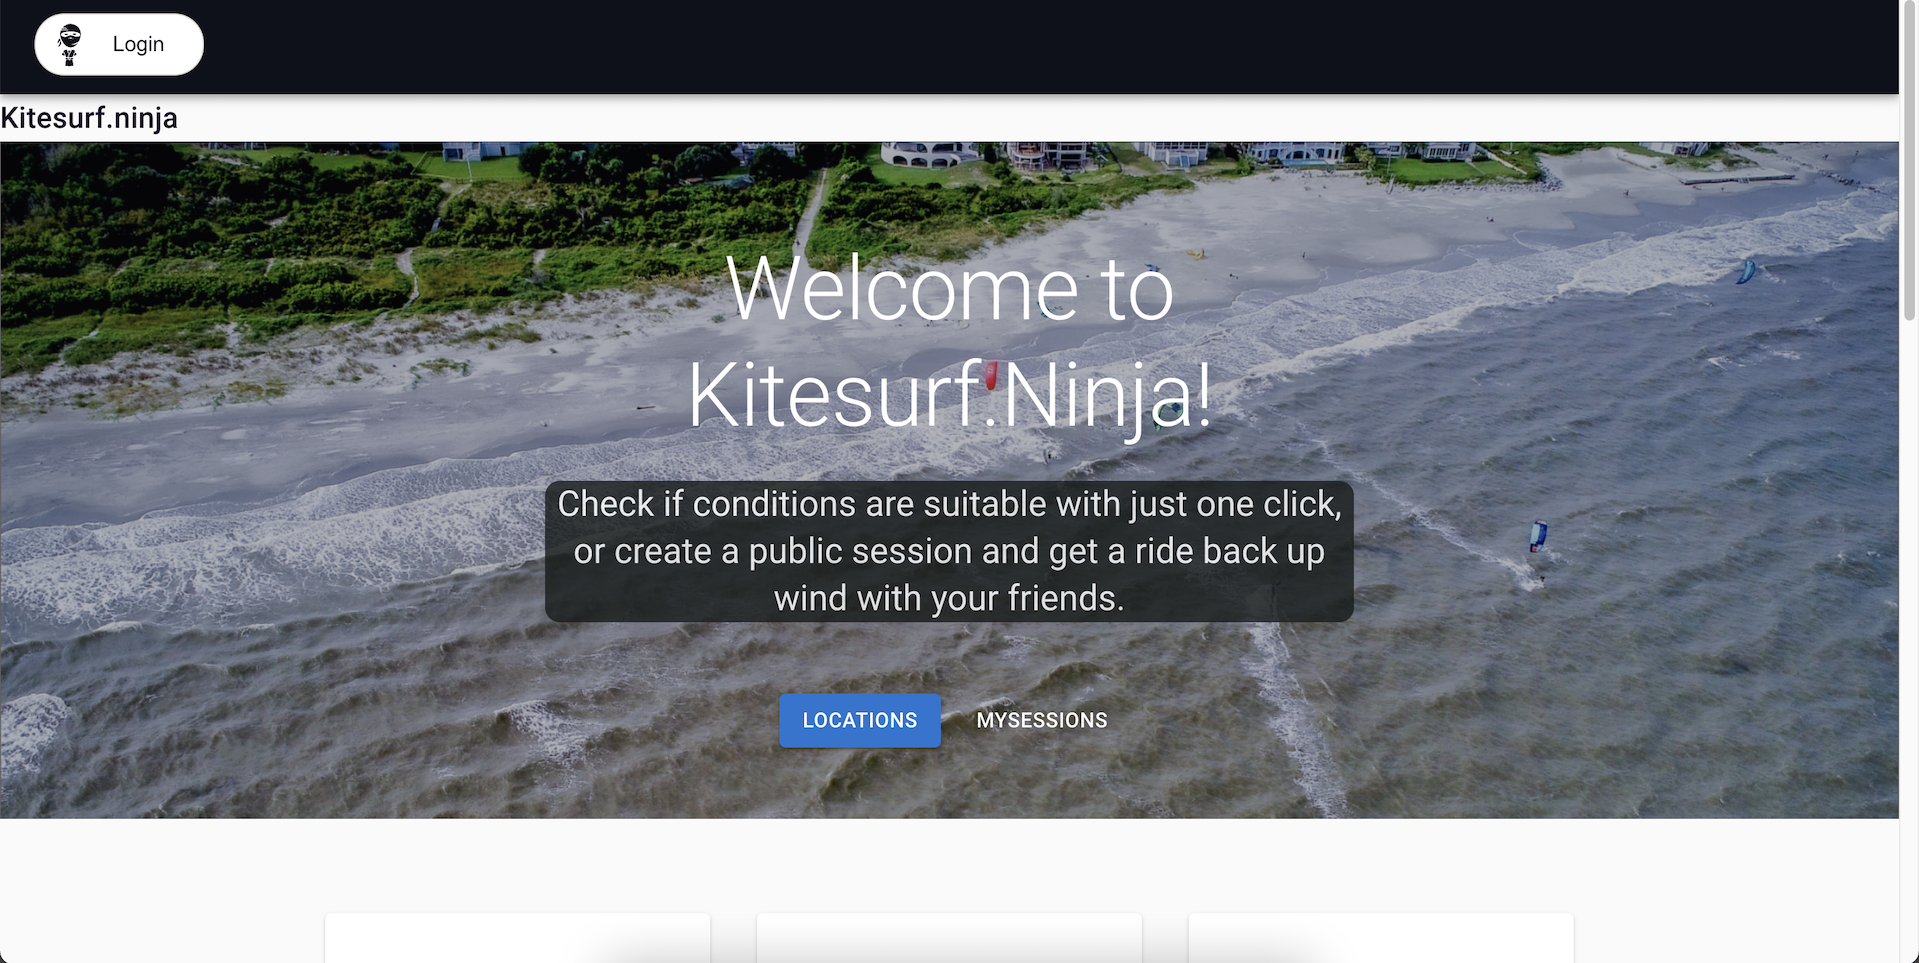 Login
Kitesurf.ninja
Welcome to
Kitesurf.Ninja!
Check if conditions are suitable with just one click,
or create a public session and get a ride back up
wind with your friends.
LOCATIONS MYSESSIONS